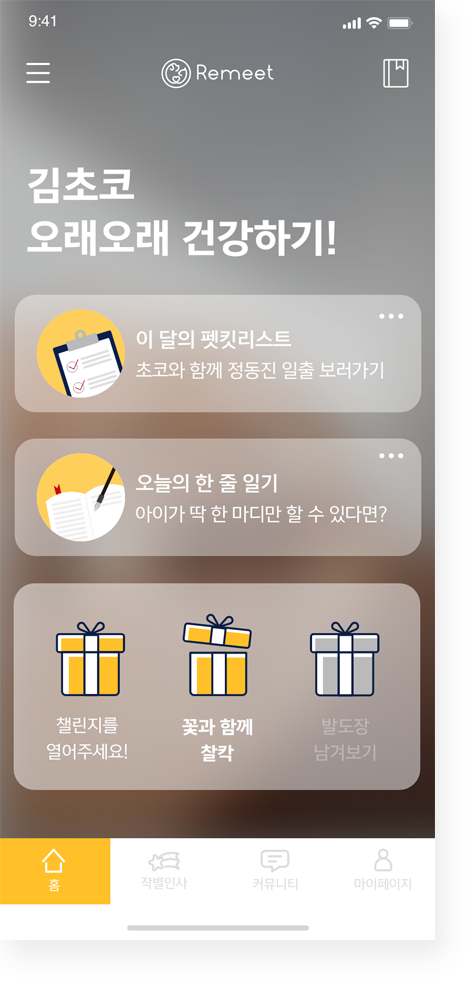 9:41
Remeet
김초코
오래오래 건강하기!
이 달의 펫킷리스트
초코와 함께 정동진 일출 보러가기
오늘의 한 줄 일기
아이가 딱 한 마디만 할 수 있다면?
챌린지를
열어주세요!
꽃과 함께
찰칵
발도장
남겨보기
홈
작별인사
커뮤니티
마이페이지